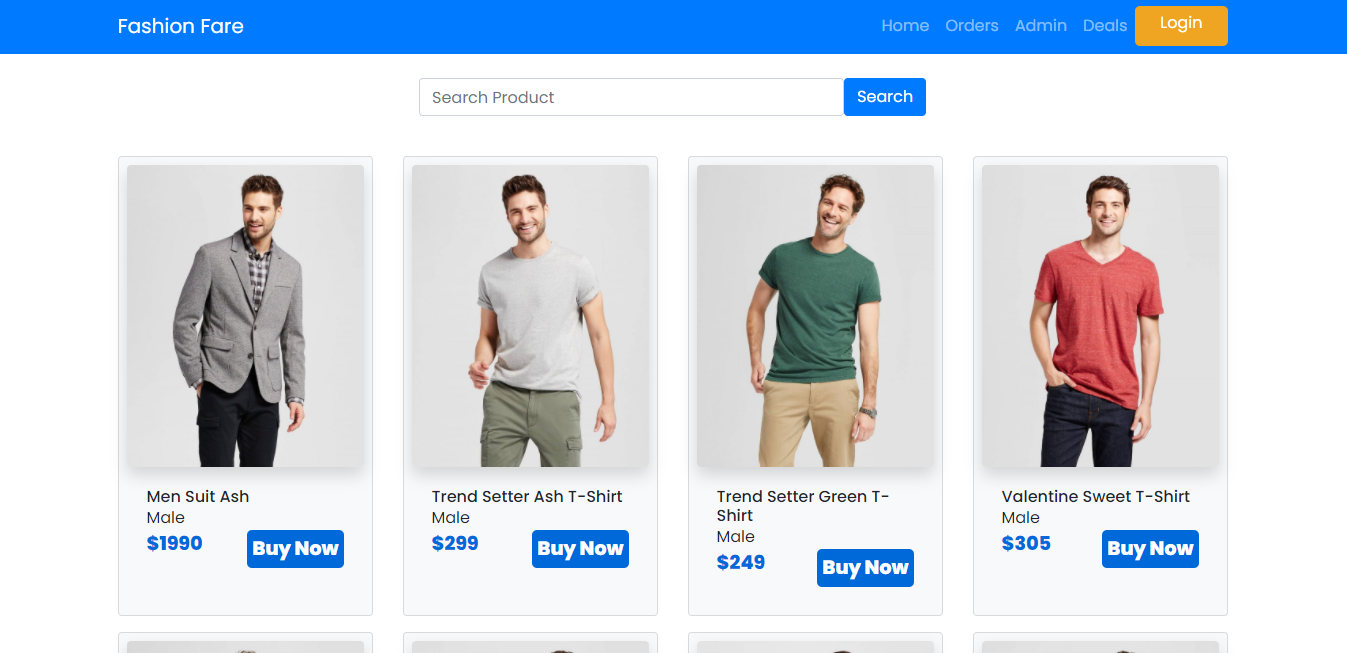 Fashion Fare
Home Orders Admin Deals Login
Search Product Search
Men Suit Ash
Male
$1990 Buy Now
Trend Setter Ash T-Shirt
Male
$299 Buy Now
Trend Setter Green T-
Shirt
Male
$249 Buy Now
Valentine Sweet T-Shirt
Male
$305 Buy Now